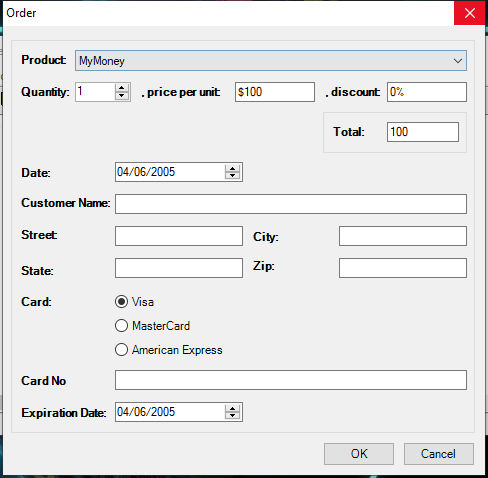 Order
Product: MyMoney
Quantity: 1 , price per unit: $100 , discount: 0%
Total: 100
Date: 04/06/2005
Customer Name:
Street: City:
State: Zip:
Card: Visa
MasterCard
American Express
Card No
Expiration Date: 04/06/2005
OK Cancel